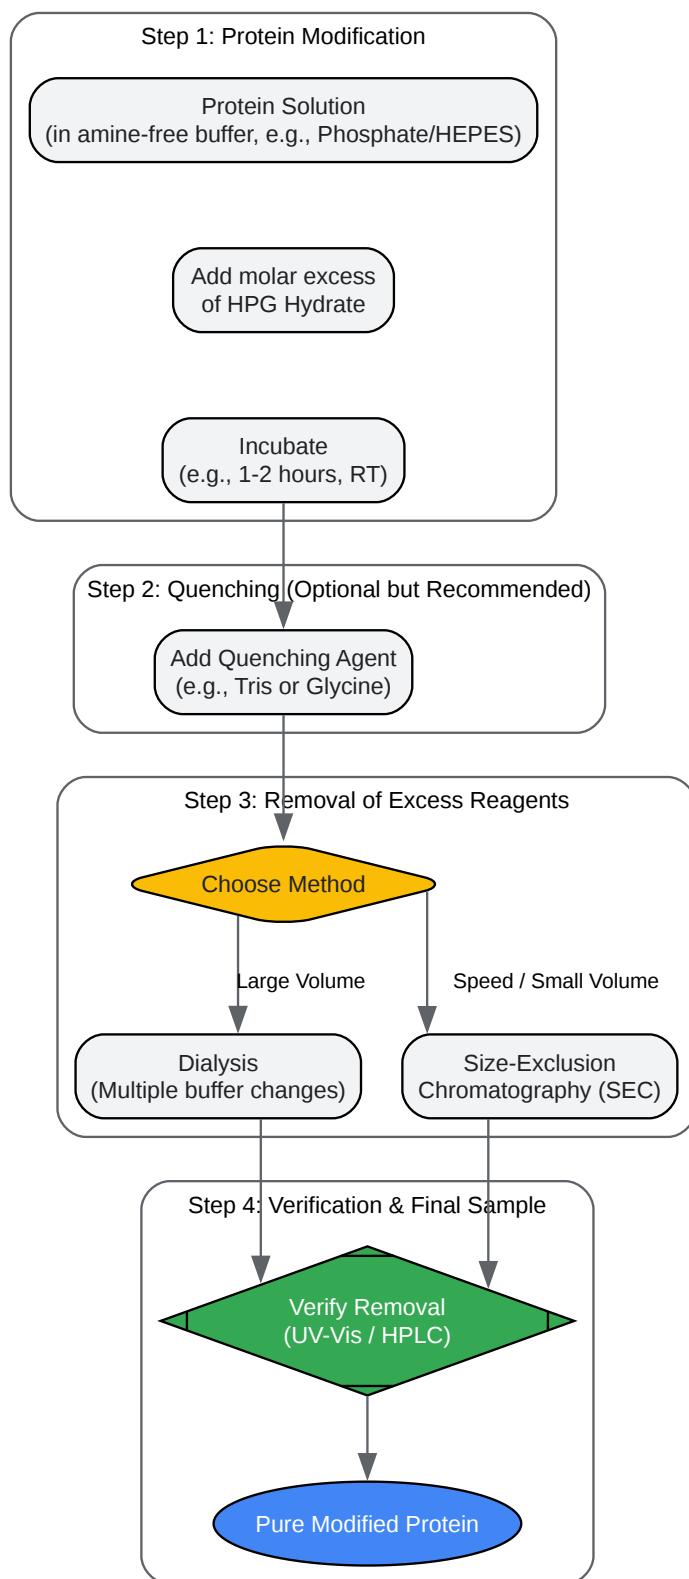 Step 1: Protein Modification
Protein Solution
(in amine-free buffer, e.g., Phosphate/HEPES)
Add molar excess
of HPG Hydrate
Incubate
(e.g., 1-2 hours, RT)
Step 2: Quenching (Optional but Recommended)
Add Quenching Agent
(e.g., Tris or Glycine)
Step 3: Removal of Excess Reagents
Choose Method
Large Volume
Speed / Small Volume
Dialysis
(Multiple buffer changes)
Size-Exclusion
Chromatography (SEC)
Step 4: Verification & Final Sample
Verify Removal
(UV-Vis / HPLC)
Pure Modified Protein